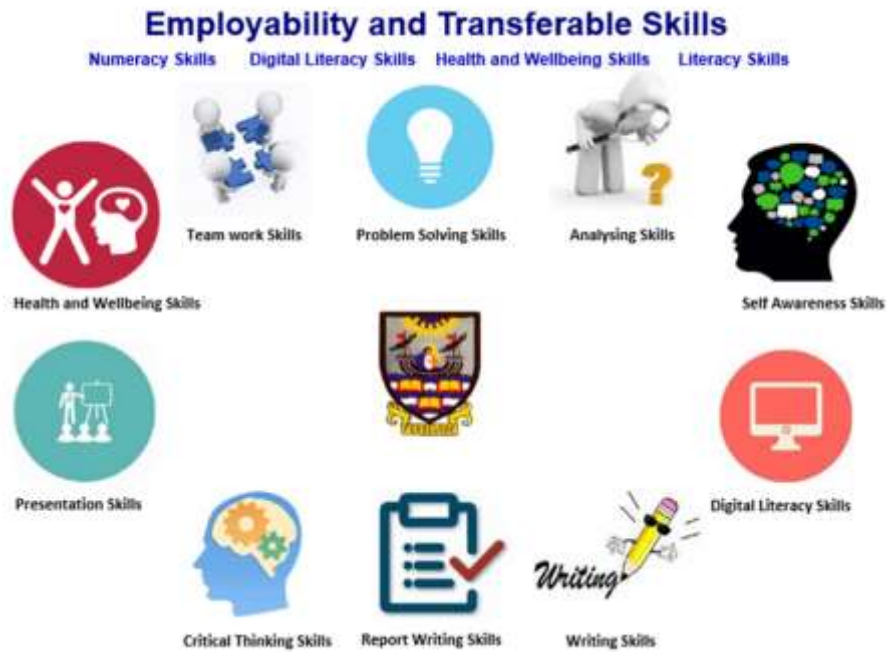 Employability and Transferable Skills
Numeracy Skills Digital Literacy Skills Health and Wellbeing Skills Literacy Skills
Team work Skills
Problem Solving Skills
Analysing Skills
Health and Wellbeing Skills
Self Awareness Skills
Presentation Skills
Digital Literacy Skills
Writing
Critical Thinking Skills
Report Writing Skills
Writing Skills